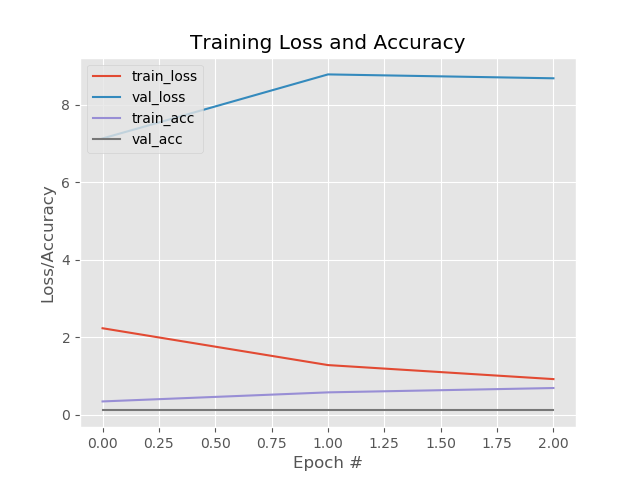 Training Loss and Accuracy
train_loss
val_loss
train_acc
val_acc
Loss/Accuracy
8
6
4
2
0
0.00 0.25 0.50 0.75 1.00 1.25 1.50 1.75 2.00
Epoch #